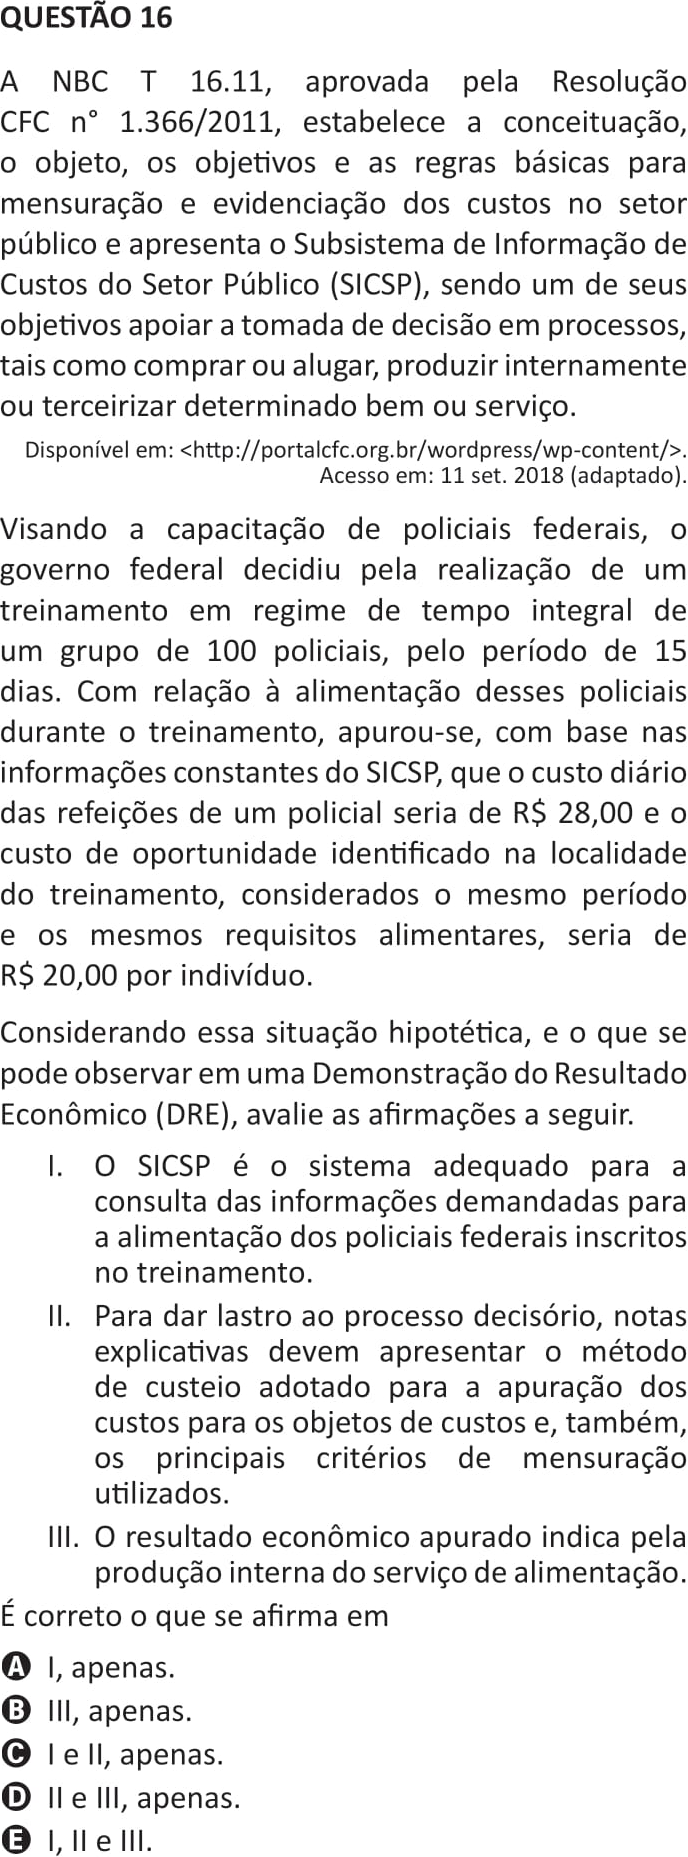 QUESTÃO 16
A NBC T 16.11, aprovada pela Resolução
CFC n° 1.366/2011, estabelece a conceituação,
o objeto, os objetivos e as regras básicas para
mensuração e evidenciação dos custos no setor
público e apresenta o Subsistema de Informação de
Custos do Setor Público (SICSP), sendo um de seus
objetivos apoiar a tomada de decisão em processos,
tais como comprar ou alugar, produzir internamente
ou terceirizar determinado bem ou serviço.
Disponível em: <http://portalcfc.org.br/wordpress/wp-content/>.
Acesso em: 11 set. 2018 (adaptado).
Visando a capacitação de policiais federais, o
governo federal decidiu pela realização de um
treinamento em regime de tempo integral de
um grupo de 100 policiais, pelo período de 15
dias. Com relação à alimentação desses policiais
durante o treinamento, apurou-se, com base nas
informações constantes do SICSP, que o custo diário
das refeições de um policial seria de R$ 28,00 e o
custo de oportunidade identificado na localidade
do treinamento, considerados o mesmo período
e os mesmos requisitos alimentares, seria de
R$ 20,00 por indivíduo.
Considerando essa situação hipotética, e o que se
pode observar em uma Demonstração do Resultado
Econômico (DRE), avalie as afirmações a seguir.
I. O SICSP é o sistema adequado para a
consulta das informações demandadas para
a alimentação dos policiais federais inscritos
no treinamento.
II. Para dar lastro ao processo decisório, notas
explicativas devem apresentar o método
de custeio adotado para a apuração dos
custos para os objetos de custos e, também,
os principais critérios de mensuração
utilizados.
III. O resultado econômico apurado indica pela
produção interna do serviço de alimentação.
É correto o que se afirma em
A I, apenas.
B III, apenas.
C I e II, apenas.
D II e III, apenas.
E I, II e III.